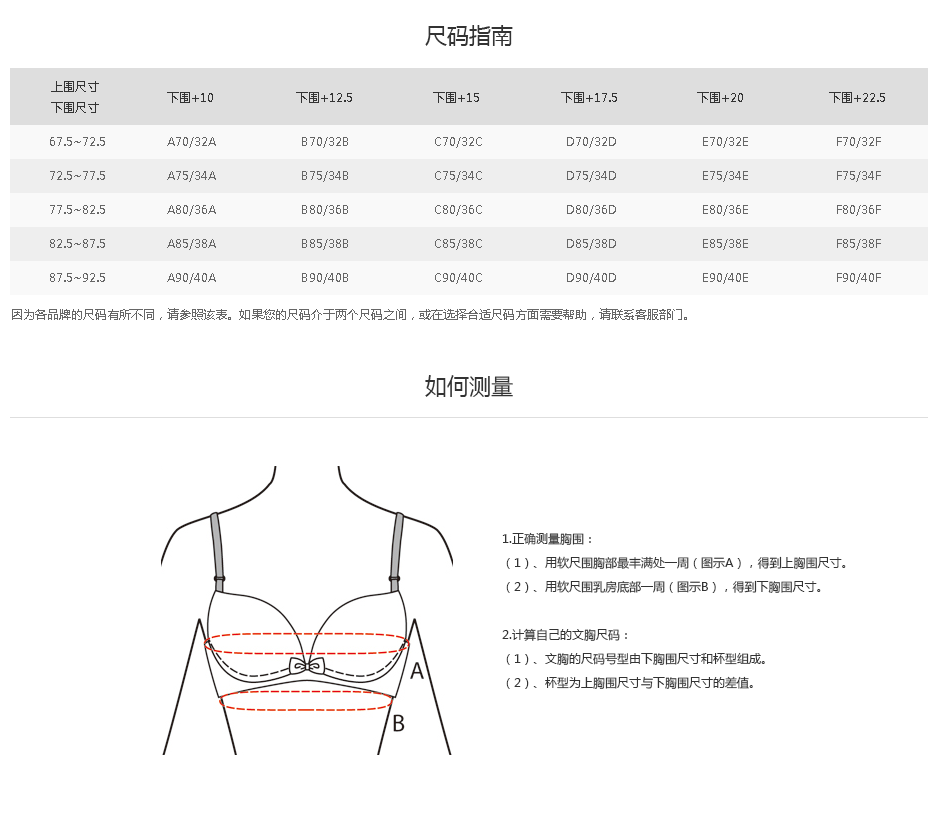 尺码指南
上围尺寸
下围尺寸 下围+10 下围+12.5 下围+15 下围+17.5 下围+20 下围+22.5
67.5~72.5 A70/32A B70/32B C70/32C D70/32D E70/32E F70/32F
72.5~77.5 A75/34A B75/34B C75/34C D75/34D E75/34E F75/34F
77.5~82.5 A80/36A B80/36B C80/36C D80/36D E80/36E F80/36F
82.5~87.5 A85/38A B85/38B C85/38C D85/38D E85/38E F85/38F
87.5~92.5 A90/40A B90/40B C90/40C D90/40D E90/40E F90/40F
因为各品牌的尺码有所不同，请参照该表。如果您的尺码介于两个尺码之间，或在选择合适尺码方面需要帮助，请联系客服部门。
如何测量
1.正确测量胸围：
（1）、用软尺围胸部最丰满处一周（图示A），得到上胸围尺寸。
（2）、用软尺围乳房底部一周（图示B），得到下胸围尺寸。
2.计算自己的文胸尺码：
（1）、文胸的尺码号型由下胸围尺寸和杯型组成。
（2）、杯型为上胸围尺寸与下胸围尺寸的差值。
A
B